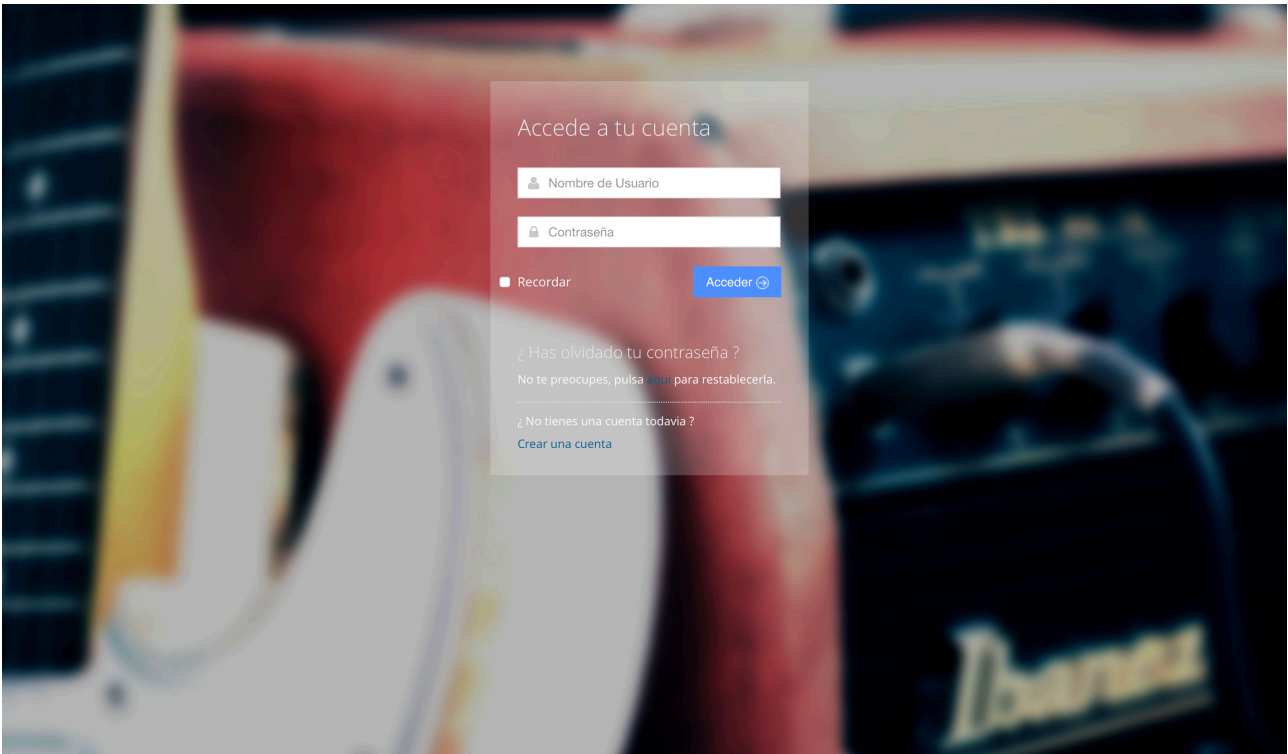 Accede a tu cuenta
Nombre de Usuario
Contraseña
Recordar
Acceder
¿ Has olvidado tu contraseña ?
No te preocupes, pulsa aquí para restablecerla.
¿ No tienes una cuenta todavia ?
Crear una cuenta
Ibanez